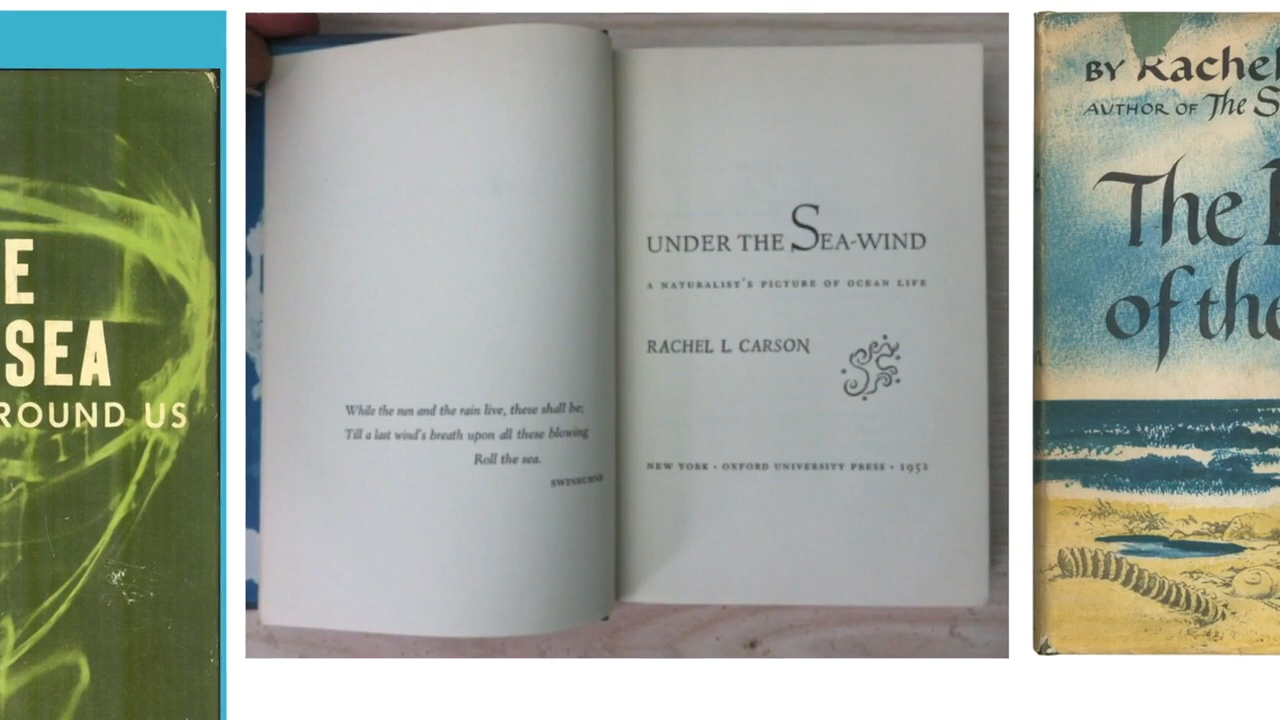 E
SEA
ROUND US
While the sun and the rain live, these shall be;
Till a last wind's breath upon all these blowing
Roll the sea.
SWINBURNE
UNDER THE SEA-WIND
A NATURALIST'S PICTURE OF OCEAN LIFE
RACHEL L. CARSON
NEW YORK • OXFORD UNIVERSITY PRESS • 1952
BY Rachel
AUTHOR OF The S
The
of the